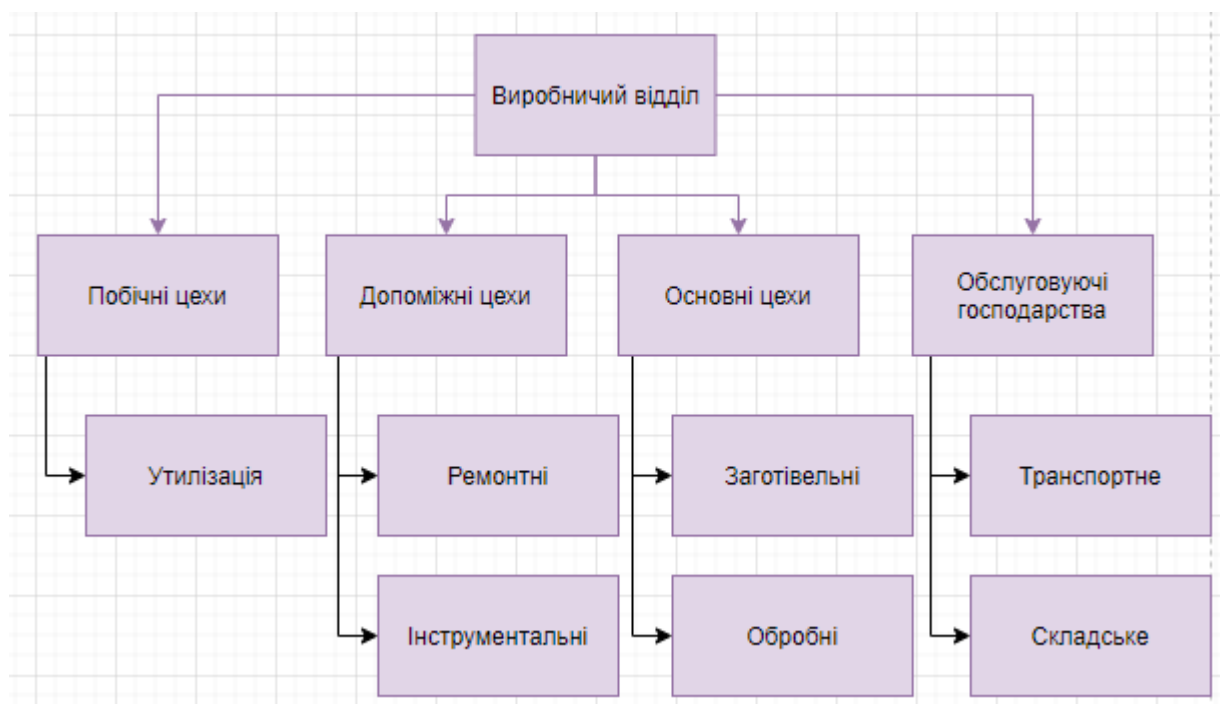 Виробничий відділ
Побічні цехи
Допоміжні цехи
Основні цехи
Обслуговуючі
господарства
Утилізація
Ремонтні
Заготівельні
Транспортне
Інструментальні
Обробні
Складське